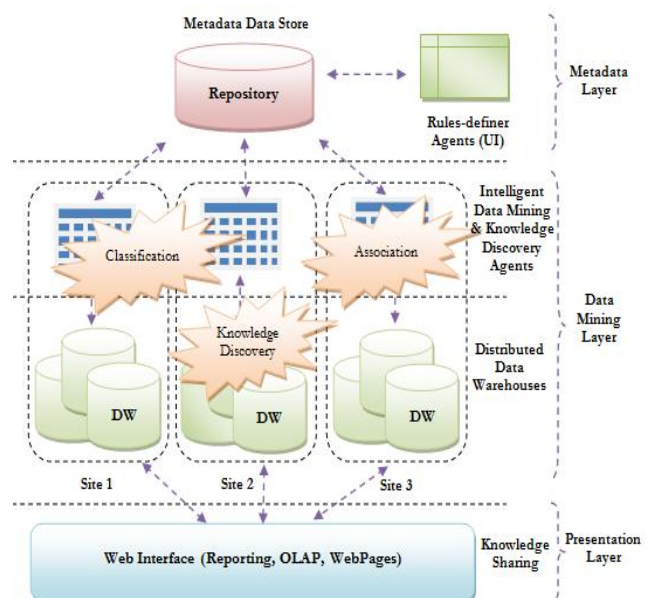 Metadata Data Store
Repository
Rules-definer
Agents (UI)
Metadata
Layer
Classification
Association
Intelligent
Data Mining
& Knowledge
Discovery
Agents
Knowledge
Discovery
Data
Mining
Layer
Distributed
Data
Warehouses
DW
DW
DW
Site 1
Site 2
Site 3
Web Interface (Reporting, OLAP, WebPages)
Knowledge
Sharing
Presentation
Layer